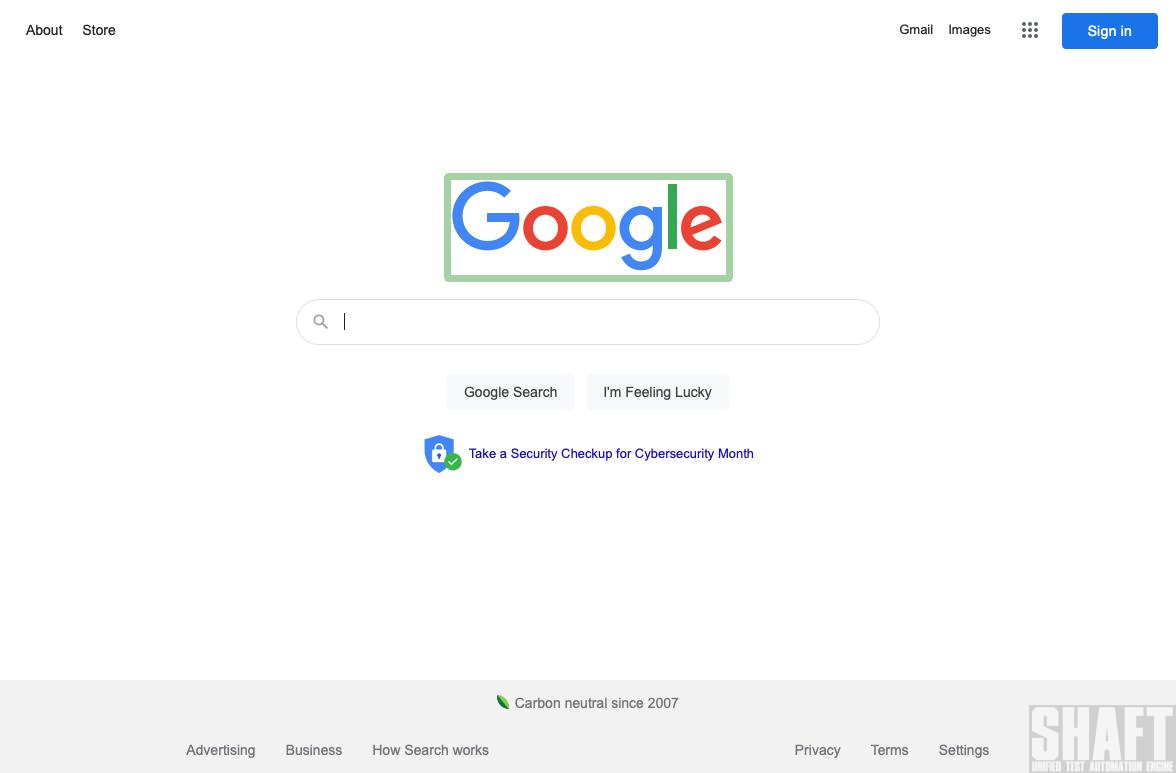 About Store Gmail Images Sign in
Google
Google Search I'm Feeling Lucky
Take a Security Checkup for Cybersecurity Month
Carbon neutral since 2007
Advertising Business How Search works Privacy Terms Settings
SHAFT
UNIFIED TEST AUTOMATION ENGINE